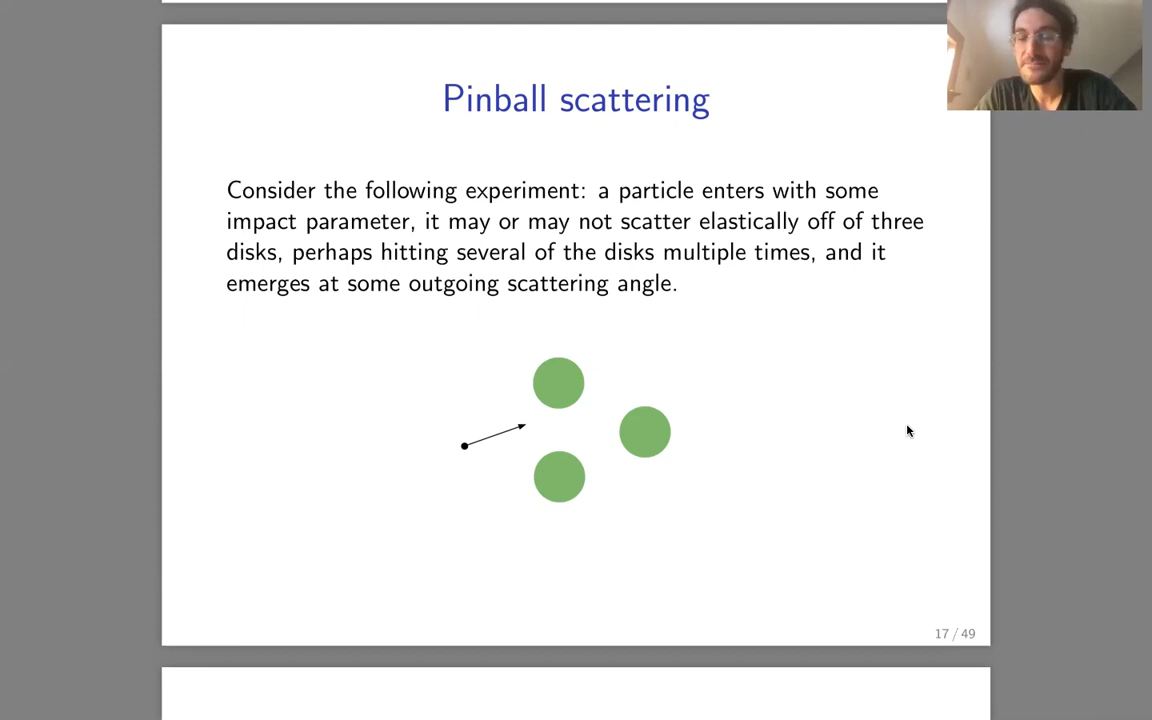 Pinball scattering
Consider the following experiment: a particle enters with some
impact parameter, it may or may not scatter elastically off of three
disks, perhaps hitting several of the disks multiple times, and it
emerges at some outgoing scattering angle.
17 / 49